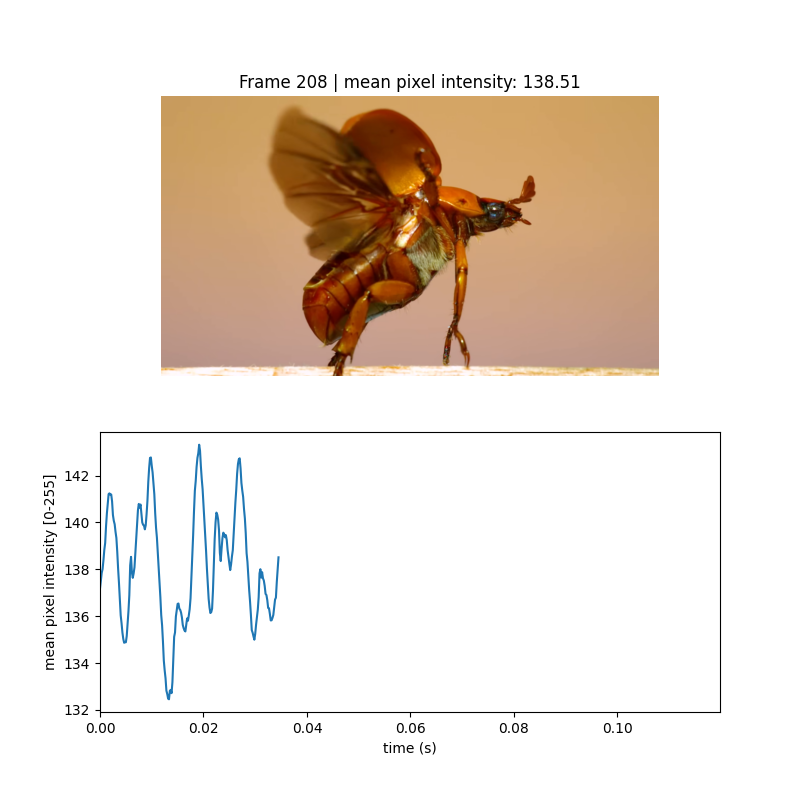 Frame 208 | mean pixel intensity: 138.51
mean pixel intensity [0-255]
142
140
138
136
134
132
0.00 0.02 0.04 0.06 0.08 0.10
time (s)